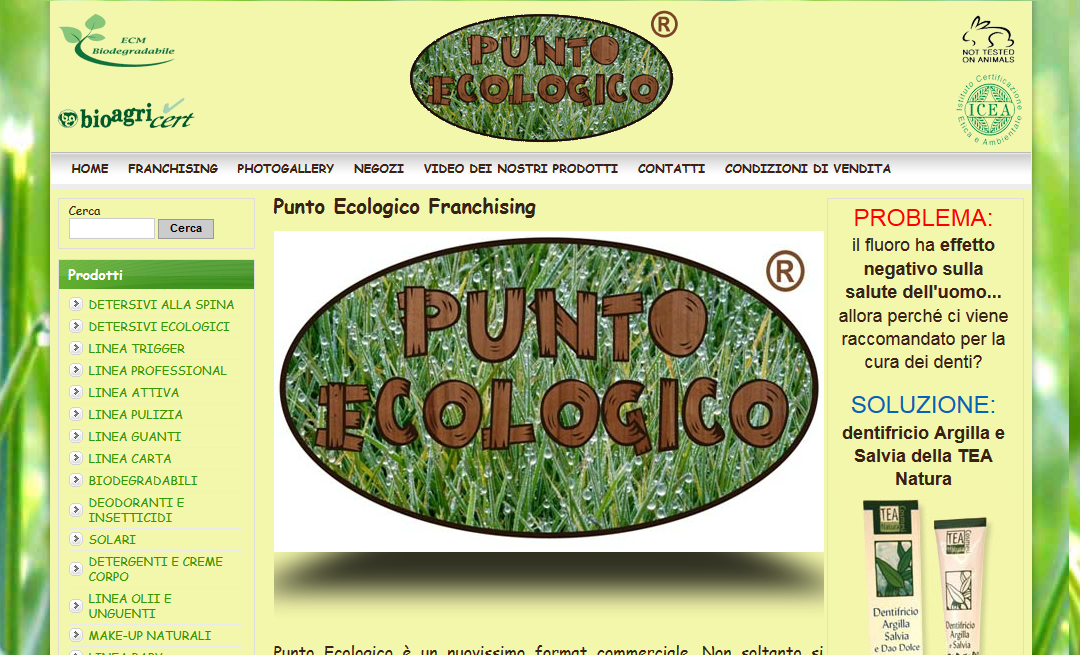 ECM
Biodegradabile
bioagricert
PUNTO
ECOLOGICO
®
NOT TESTED
ON ANIMALS
Istituto Certificazione
ICEA
Etica e Ambientale
HOME FRANCHISING PHOTOGALLERY NEGOZI VIDEO DEI NOSTRI PRODOTTI CONTATTI CONDIZIONI DI VENDITA
Cerca
Cerca
Prodotti
DETERSIVI ALLA SPINA
DETERSIVI ECOLOGICI
LINEA TRIGGER
LINEA PROFESSIONAL
LINEA ATTIVA
LINEA PULIZIA
LINEA GUANTI
LINEA CARTA
BIODEGRADABILI
DEODORANTI E
INSETTICIDI
SOLARI
DETERGENTI E CREME
CORPO
LINEA OLII E
UNGUENTI
MAKE-UP NATURALI
LINEA BABY
Punto Ecologico Franchising
PUNTO
ECOLOGICO
®
Punto Ecologico è un nuovissimo format commerciale. Non soltanto si
PROBLEMA:
il fluoro ha effetto
negativo sulla
salute dell'uomo...
allora perché ci viene
raccomandato per la
cura dei denti?
SOLUZIONE:
dentifricio Argilla e
Salvia della TEA
Natura
TEA
Natura
Dentifricio
Argilla
Salvia
e Dao Dolce
TEA
Natura
Dentifricio
Argilla
Salvia